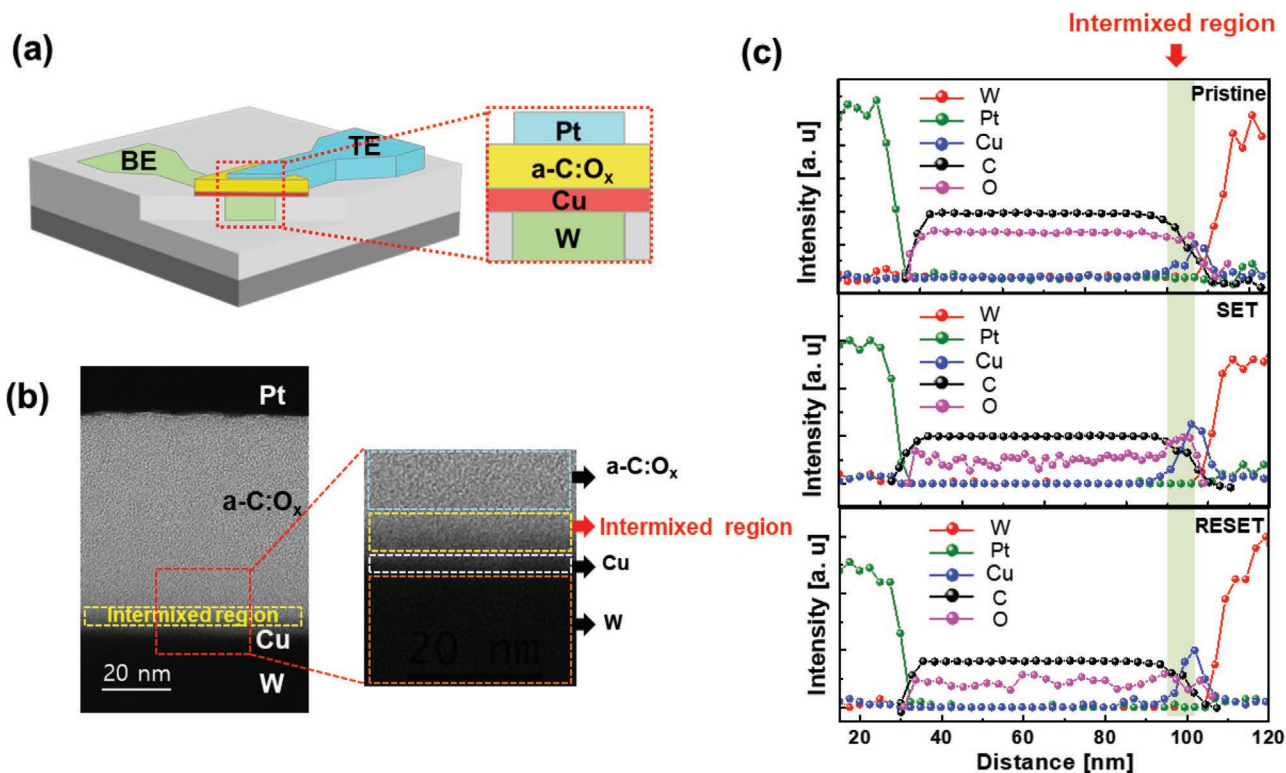 (a)
BE
TE
Pt
a-C:Oₓ
Cu
W
(b)
Pt
a-C:Oₓ
Intermixed region
Cu
20 nm
W
a-C:Oₓ
Intermixed region
Cu
W
20 nm
(c)
Intermixed region
Intensity [a. u]
W
Pt
Cu
C
O
Pristine
Intensity [a. u]
W
Pt
Cu
C
O
SET
Intensity [a. u]
W
Pt
Cu
C
O
RESET
20 40 60 80 100 120
Distance [nm]